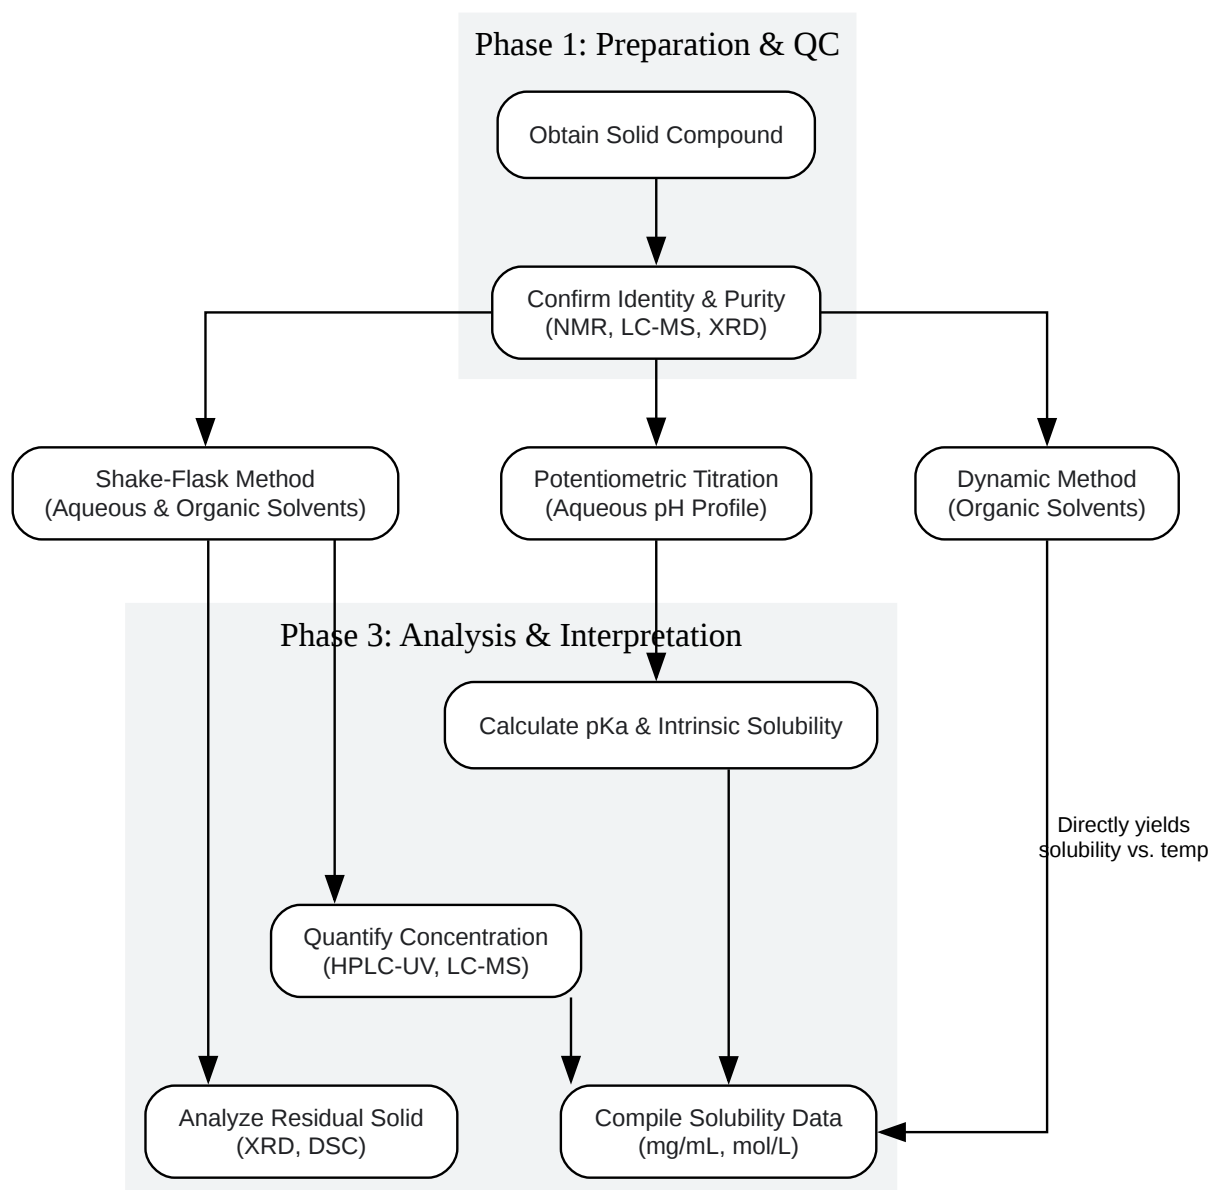 Phase 1: Preparation & QC
Obtain Solid Compound
Confirm Identity & Purity
(NMR, LC-MS, XRD)
Shake-Flask Method
(Aqueous & Organic Solvents)
Potentiometric Titration
(Aqueous pH Profile)
Dynamic Method
(Organic Solvents)
Phase 3: Analysis & Interpretation
Calculate pKa & Intrinsic Solubility
Directly yields
solubility vs. temp
Quantify Concentration
(HPLC-UV, LC-MS)
Analyze Residual Solid
(XRD, DSC)
Compile Solubility Data
(mg/mL, mol/L)